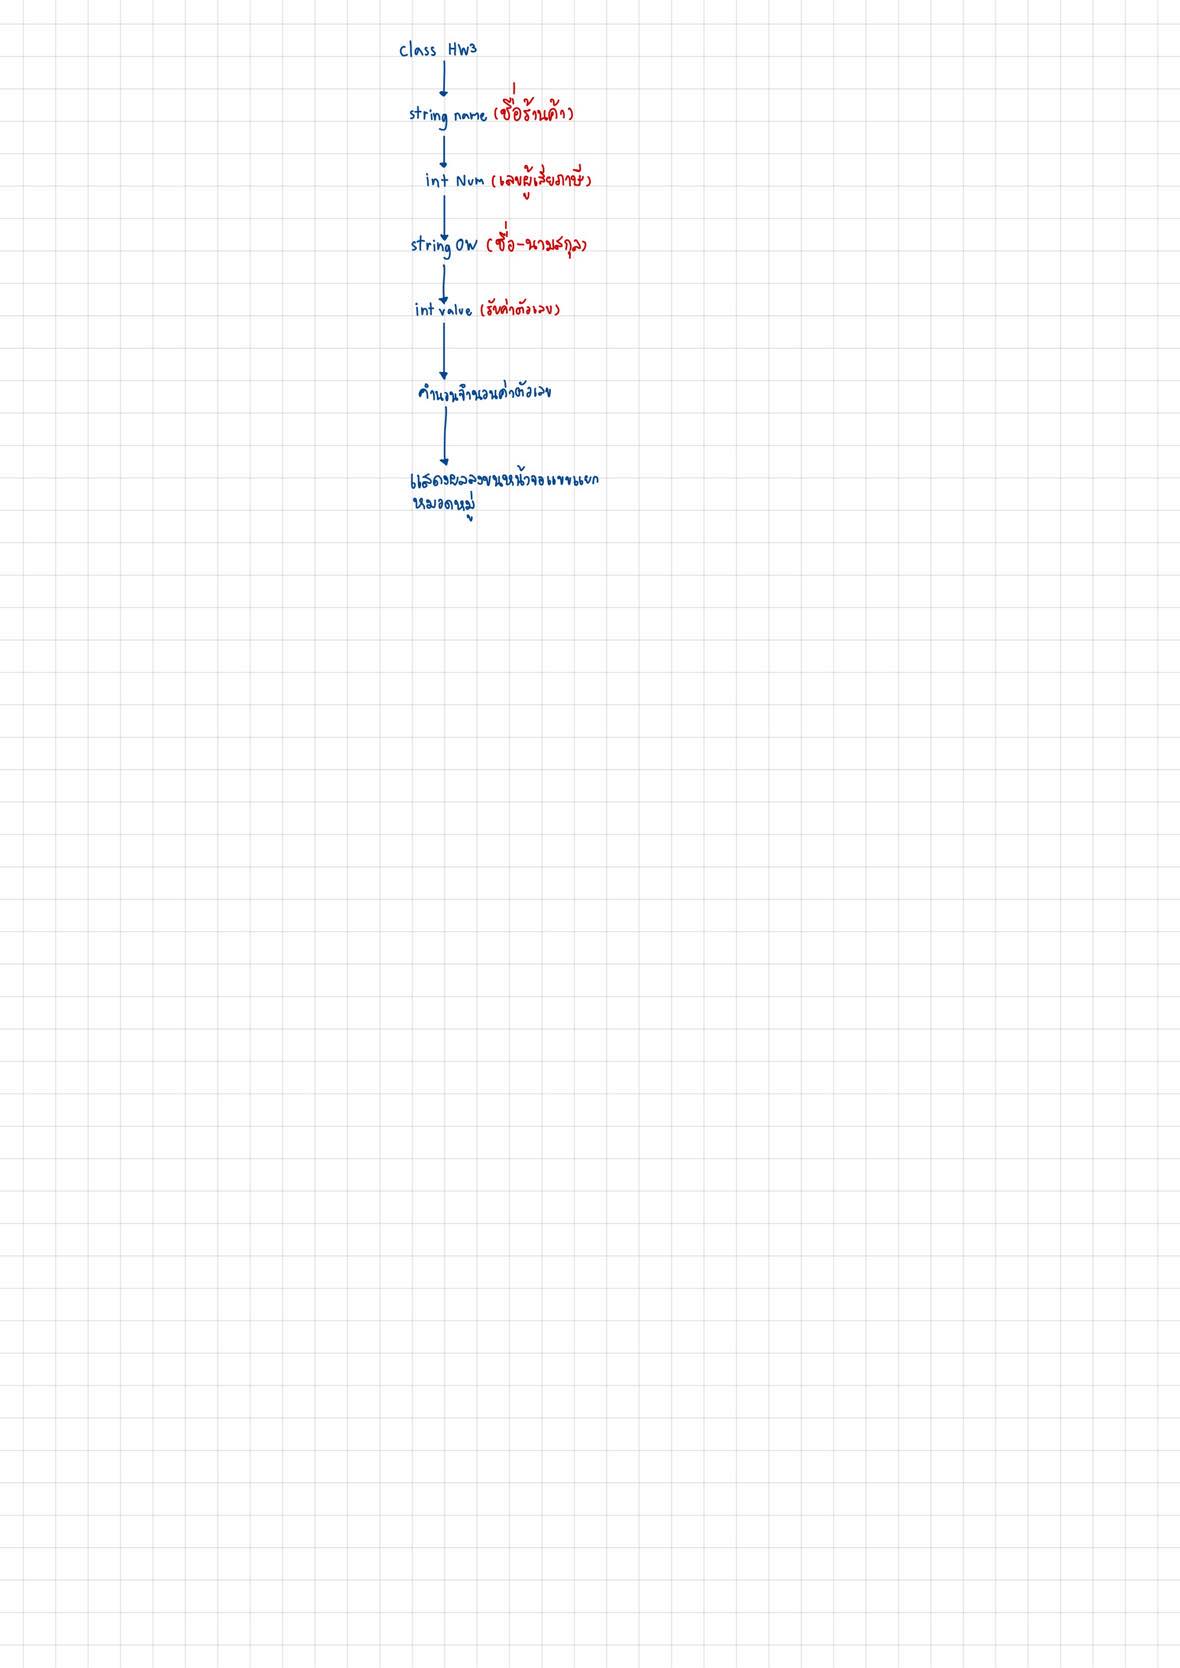 class HW3
string name (ชื่อร้านค้า)
int Num (เลขผู้เสียภาษี)
string OW (ชื่อ-นามสกุล)
int value (รับค่าตัวเลข)
คำนวนจำนวนค่าตัวเลข
แสดงผลลงบนหน้าจอแบบแยก
หมวดหมู่